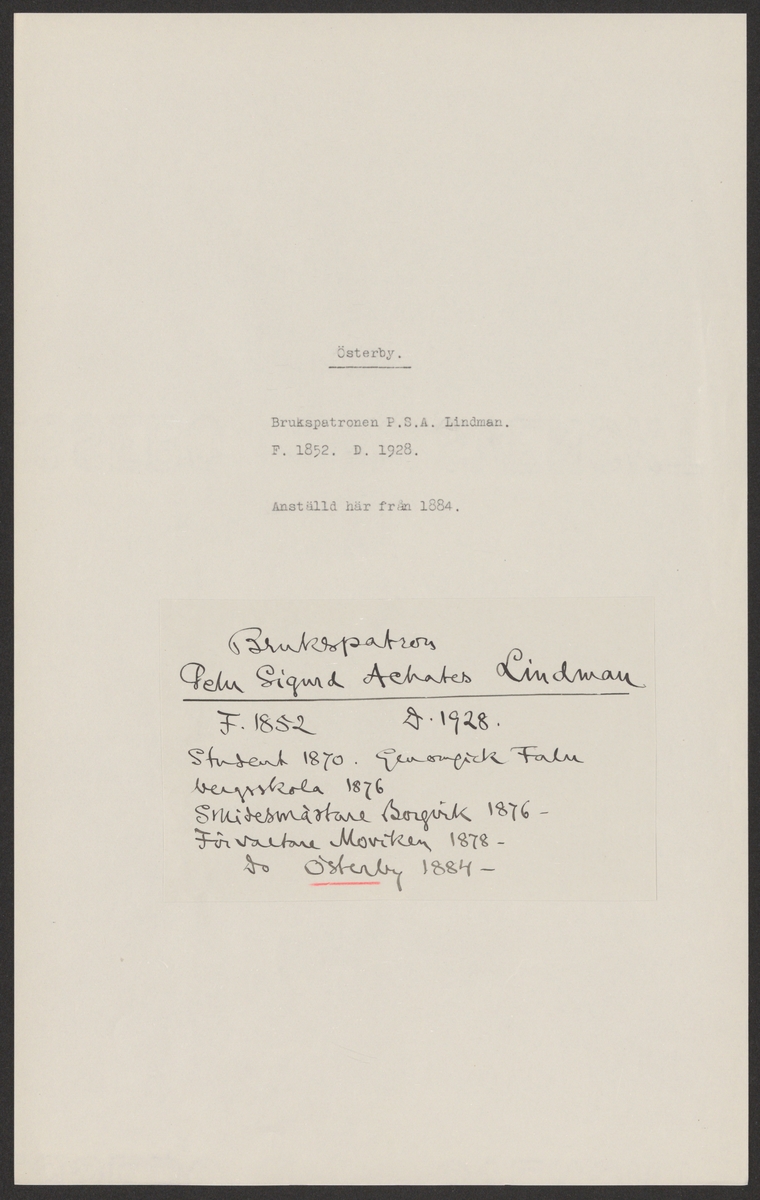 Österby.
Brukspatronen P.S.A. Lindman.
F. 1852. D. 1928.
Anställd här från 1884.
Brukspatron
Pehr Sigurd Achates Lindman
F. 1852 D. 1928.
Student 1870. Genomgick Falu
bergsskola 1876
Smidesmästare Borgvik 1876 –
Förvaltare Moviken 1878 –
Do Österby 1884 –